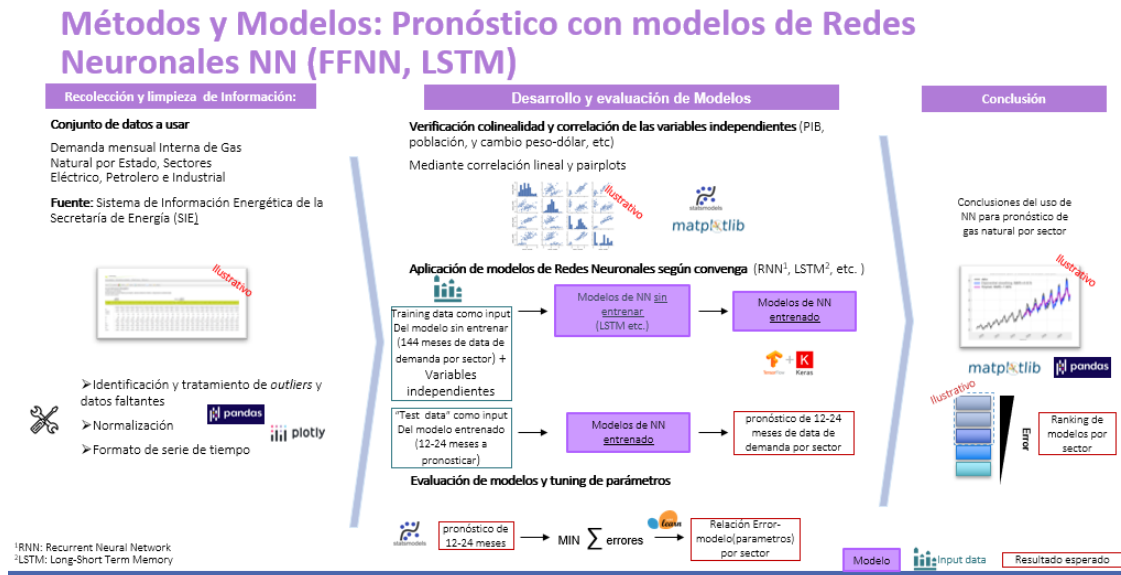 Métodos y Modelos: Pronóstico con modelos de Redes
Neuronales NN (FFNN, LSTM)
Recolección y limpieza de Información:
Conjunto de datos a usar
Demanda mensual Interna de Gas
Natural por Estado, Sectores
Eléctrico, Petrolero e Industrial
Fuente: Sistema de Información Energética de la
Secretaría de Energía (SIE)
Ilustrativo
➢Identificación y tratamiento de outliers y
datos faltantes
➢Normalización
➢Formato de serie de tiempo
pandas
plotly
¹RNN: Recurrent Neural Network
²LSTM: Long-Short Term Memory
Desarrollo y evaluación de Modelos
Verificación colinealidad y correlación de las variables independientes (PIB,
población, y cambio peso-dólar, etc)
Mediante correlación lineal y pairplots
Ilustrativo
statsmodels
matplotlib
Aplicación de modelos de Redes Neuronales según convenga (RNN¹, LSTM², etc. )
Training data como input
Del modelo sin entrenar
(144 meses de data de
demanda por sector) +
Variables
independientes
Modelos de NN sin
entrenar
(LSTM etc.)
Modelos de NN
entrenado
TensorFlow
+
K
Keras
"Test data" como input
Del modelo entrenado
(12-24 meses a
pronosticar)
Modelos de NN
entrenado
pronóstico de 12-24
meses de data de
demanda por sector
Evaluación de modelos y tuning de parámetros
statsmodels
pronóstico de
12-24 meses
MIN ∑ errores
learn
Relación Error-
modelo(parametros)
por sector
Conclusión
Conclusiones del uso de
NN para pronóstico de
gas natural por sector
Ilustrativo
matplotlib
pandas
Ilustrativo
Error
Ranking de
modelos por
sector
Modelo
Input data
Resultado esperado